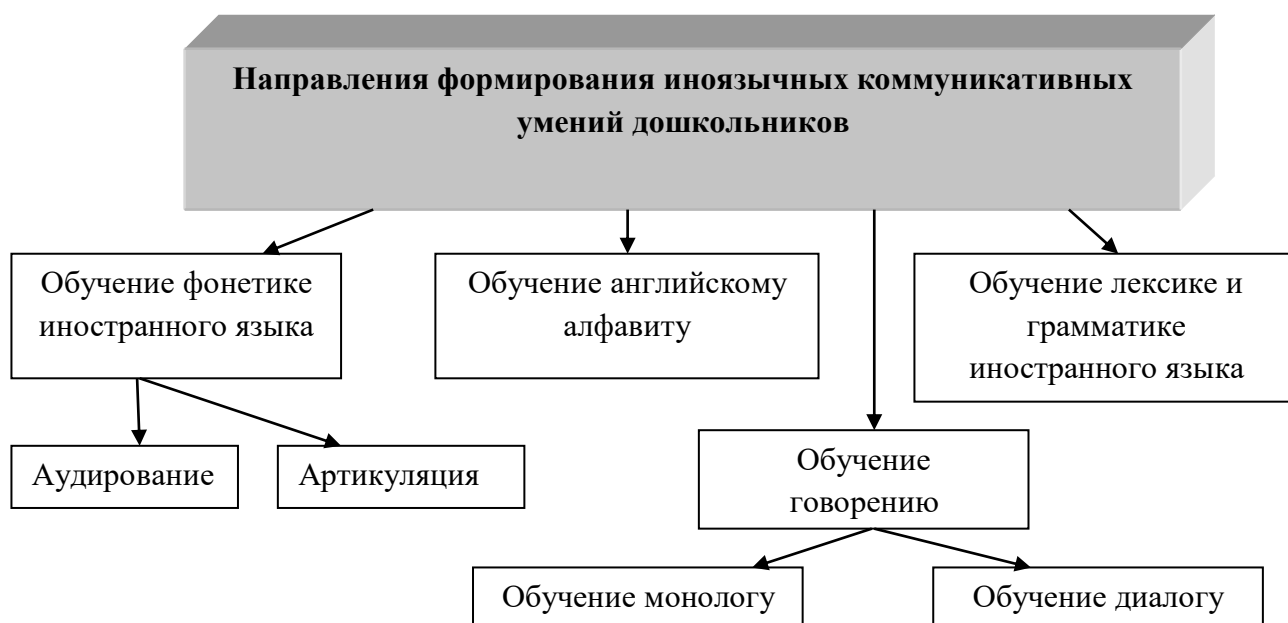 Направления формирования иноязычных коммуникативных
умений дошкольников
Обучение фонетике
иностранного языка
Обучение английскому
алфавиту
Обучение лексике и
грамматике
иностранного языка
Аудирование
Артикуляция
Обучение
говорению
Обучение монологу
Обучение диалогу